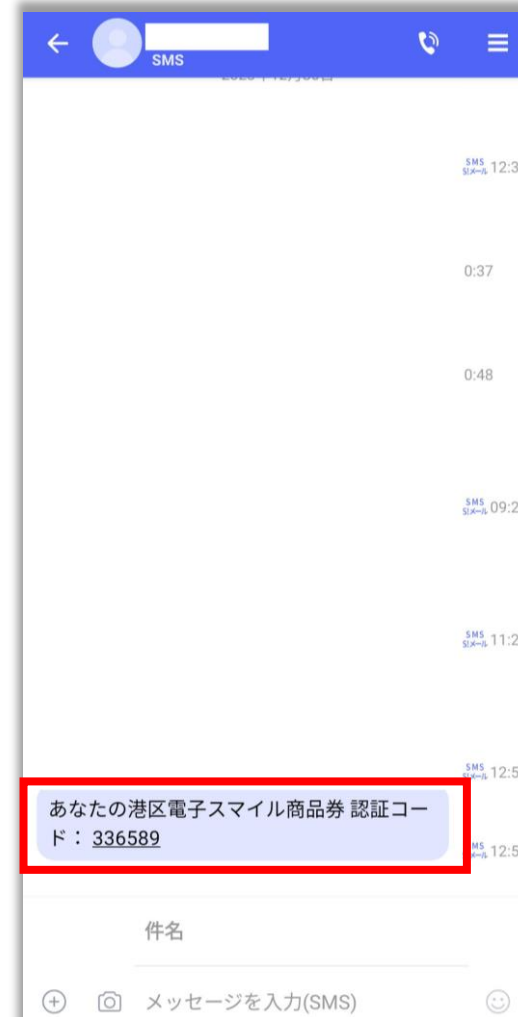 SMS
SMS
S!メール 12:3
0:37
0:48
SMS
S!メール 09:2
SMS
S!メール 11:2
SMS
S!メール 12:5
あなたの港区電子スマイル商品券 認証コー
ド： 336589
12:5
件名
メッセージを入力(SMS)